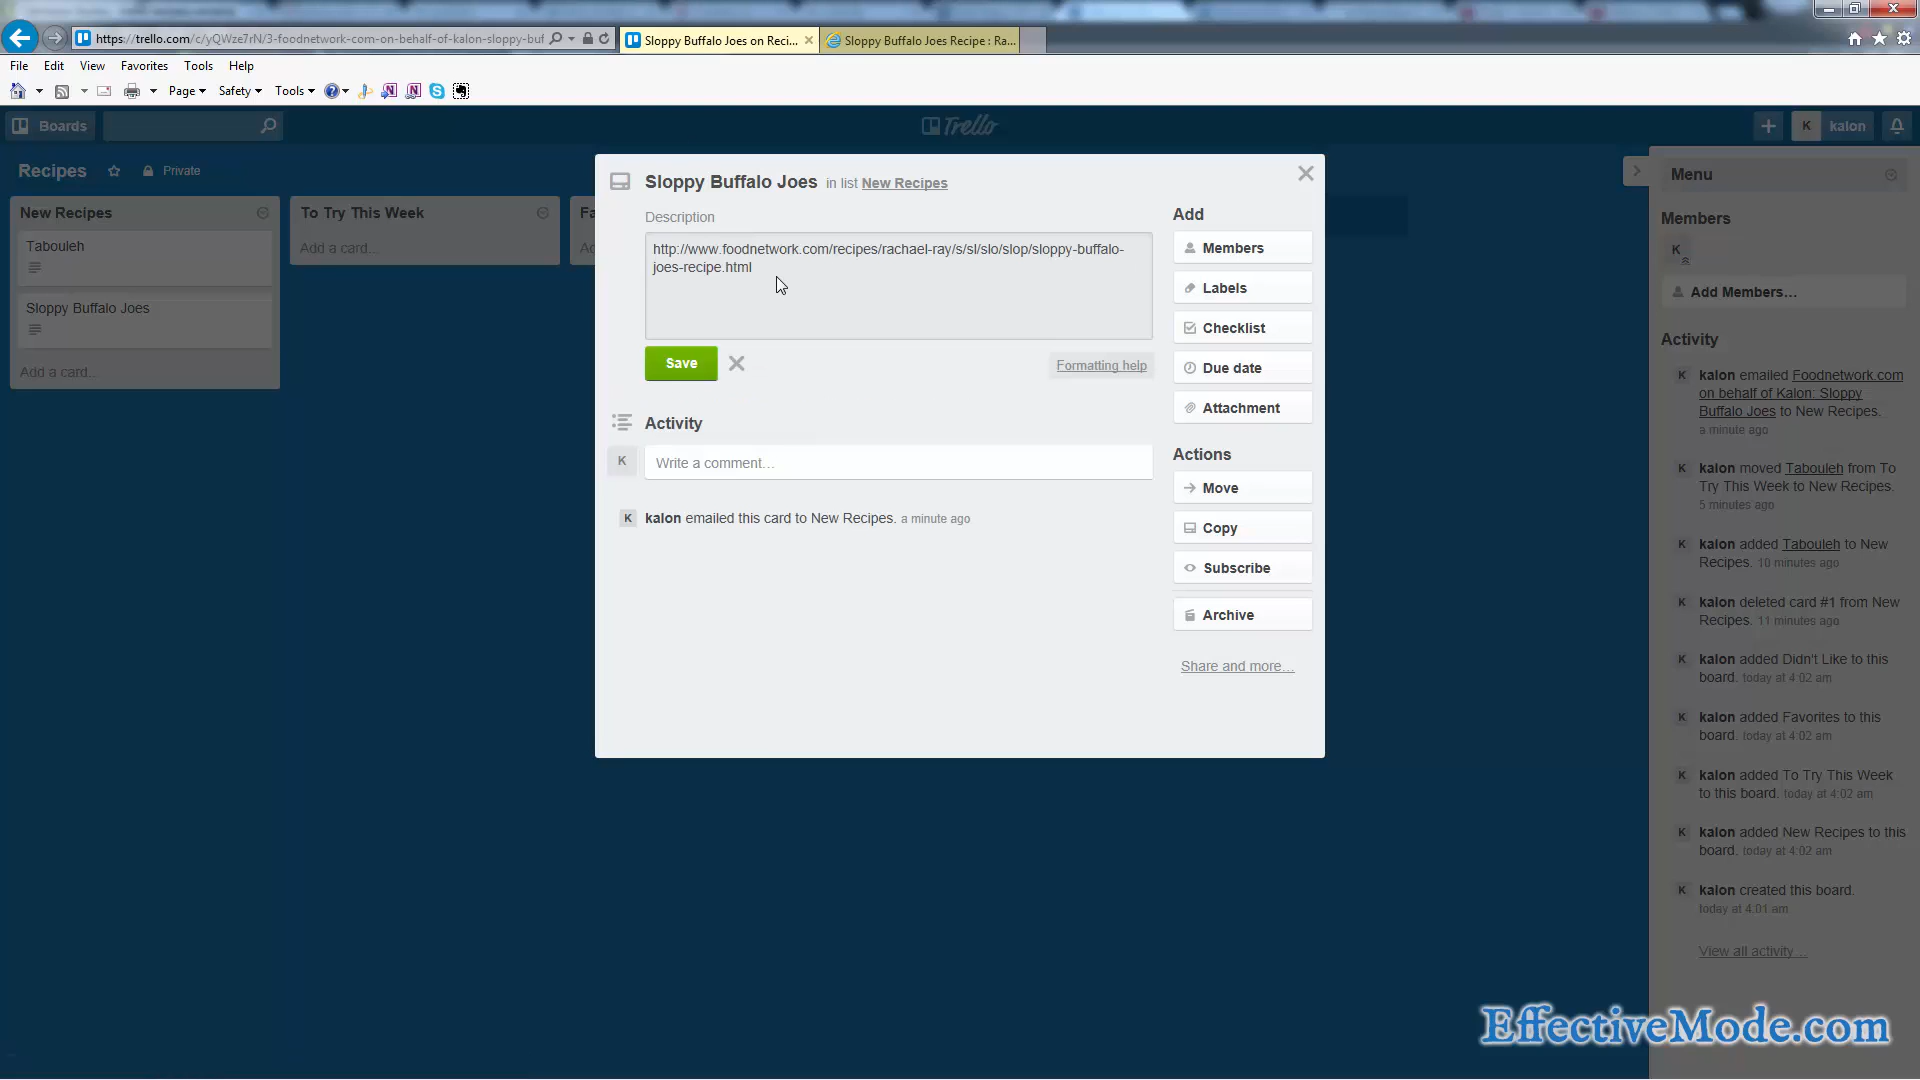 https://trello.com/c/yQWze7rN/3-foodnetwork-com-on-behalf-of-kalon-sloppy-buf
Sloppy Buffalo Joes on Reci...
Sloppy Buffalo Joes Recipe : Ra...
File Edit View Favorites Tools Help
Page Safety Tools
Boards
Trello
K kalon
Recipes
Private
New Recipes
Tabouleh
Sloppy Buffalo Joes
Add a card...
To Try This Week
Add a card...
Fa
Sloppy Buffalo Joes in list New Recipes
Description
http://www.foodnetwork.com/recipes/rachael-ray/s/sl/slo/slop/sloppy-buffalo-
joes-recipe.html
Save
Formatting help
Activity
K
Write a comment...
K kalon emailed this card to New Recipes. a minute ago
Add
Members
Labels
Checklist
Due date
Attachment
Actions
Move
Copy
Subscribe
Archive
Share and more...
Menu
Members
K
Add Members...
Activity
K kalon emailed Foodnetwork.com
on behalf of Kalon: Sloppy
Buffalo Joes to New Recipes.
a minute ago
K kalon moved Tabouleh from To
Try This Week to New Recipes.
5 minutes ago
K kalon added Tabouleh to New
Recipes. 10 minutes ago
K kalon deleted card #1 from New
Recipes. 11 minutes ago
K kalon added Didn't Like to this
board. today at 4:02 am
K kalon added Favorites to this
board. today at 4:02 am
K kalon added To Try This Week
to this board. today at 4:02 am
K kalon added New Recipes to this
board. today at 4:02 am
K kalon created this board.
today at 4:01 am
View all activity...
EffectiveMode.com